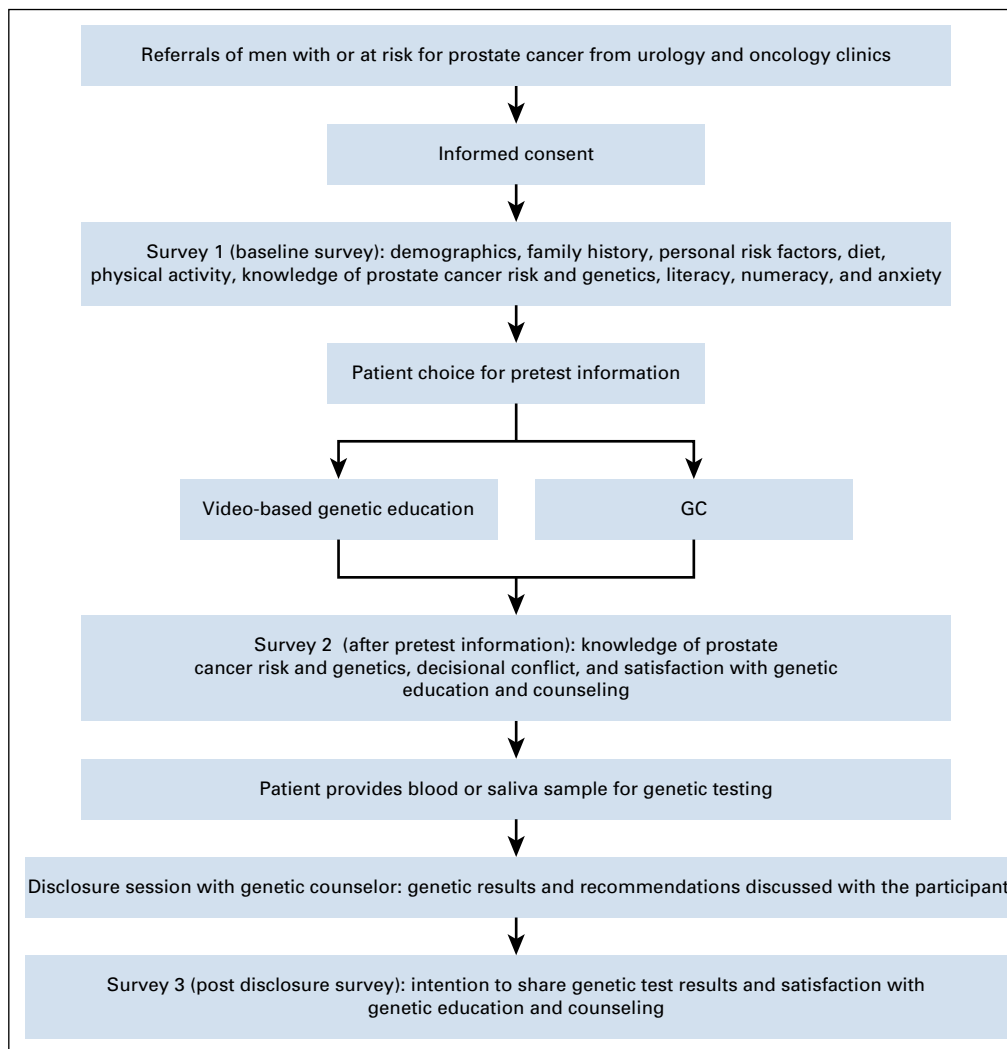 Referrals of men with or at risk for prostate cancer from urology and oncology clinics
Informed consent
Survey 1 (baseline survey): demographics, family history, personal risk factors, diet,
physical activity, knowledge of prostate cancer risk and genetics, literacy, numeracy, and anxiety
Patient choice for pretest information
Video-based genetic education
GC
Survey 2 (after pretest information): knowledge of prostate
cancer risk and genetics, decisional conflict, and satisfaction with genetic
education and counseling
Patient provides blood or saliva sample for genetic testing
Disclosure session with genetic counselor: genetic results and recommendations discussed with the participant
Survey 3 (post disclosure survey): intention to share genetic test results and satisfaction with
genetic education and counseling